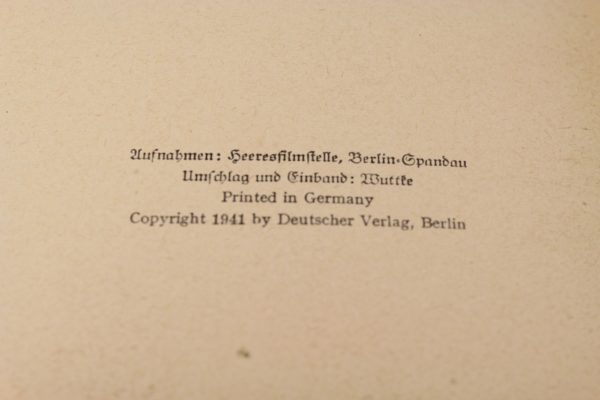 Aufnahmen: Heeresfilmstelle, Berlin-Spandau
Umschlag und Einband: Wuttke
Printed in Germany
Copyright 1941 by Deutscher Verlag, Berlin